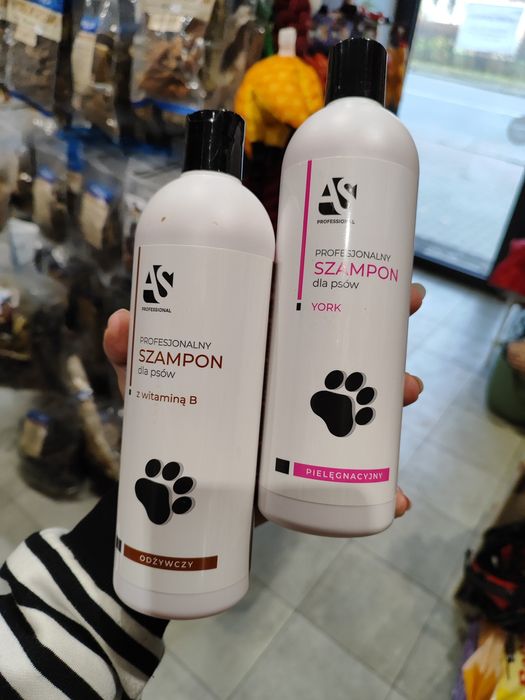 AS
PROFESSIONAL
PROFESJONALNY
SZAMPON
dla psów
z witaminą B
ODŻYWCZY
AS
PROFESSIONAL
PROFESJONALNY
SZAMPON
dla psów
YORK
PIELĘGNACYJNY